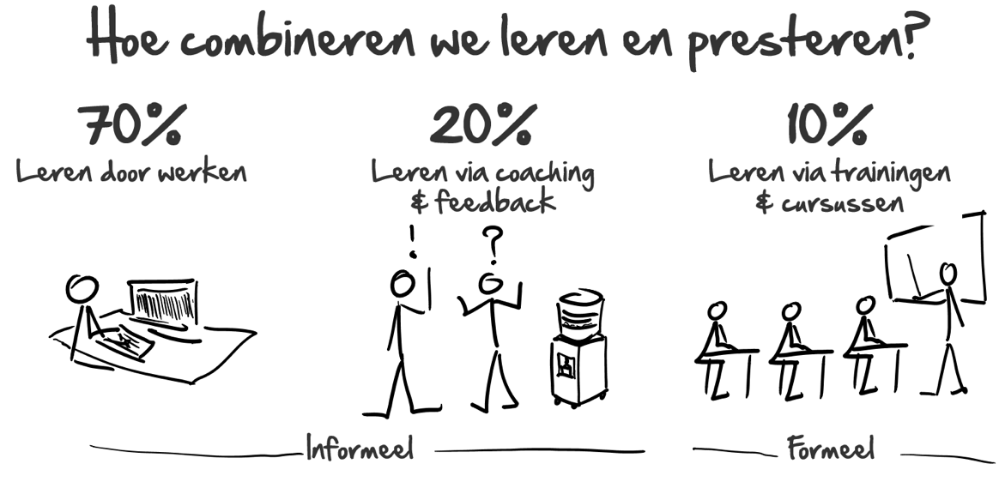 Hoe combineren we leren en presteren?
70%
Leren door werken
20%
Leren via coaching
& feedback
!
?
10%
Leren via trainingen
& cursussen
Informeel
Formeel